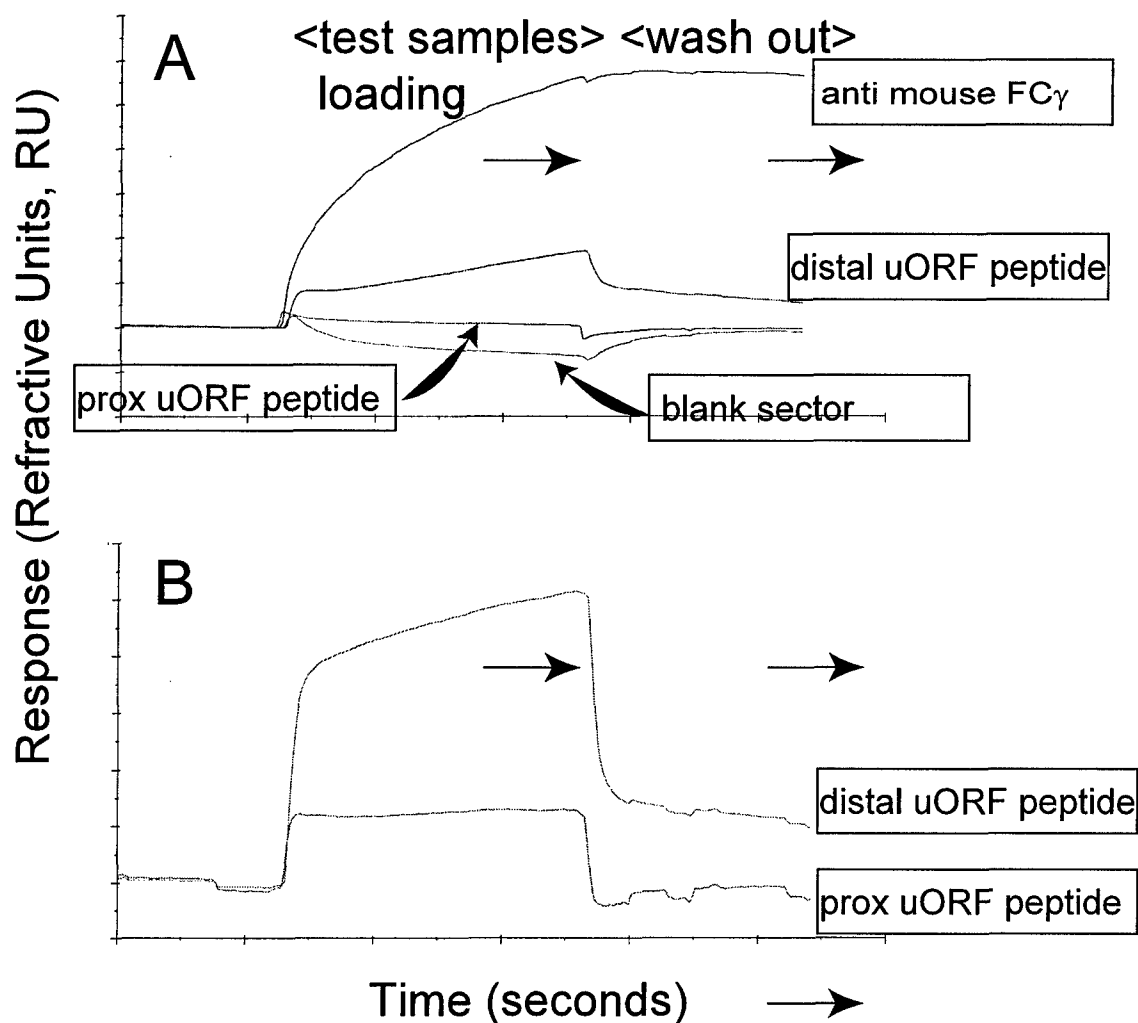 A
<test samples> <wash out>
loading
anti mouse FCγ
distal uORF peptide
prox uORF peptide
blank sector
Response (Refractive Units, RU)
B
distal uORF peptide
prox uORF peptide
Time (seconds)